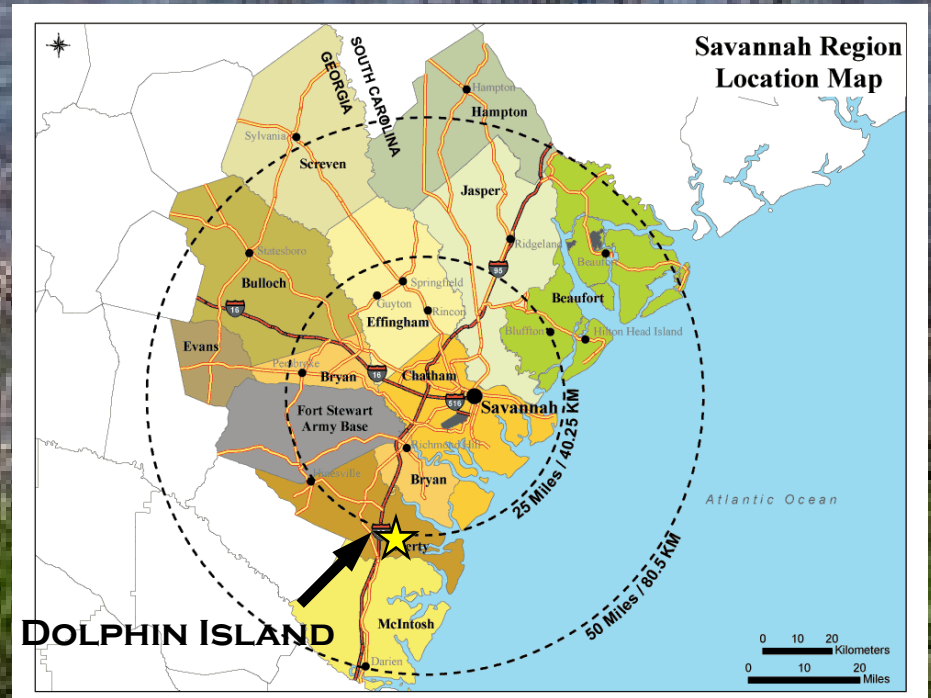 Savannah Region
Location Map
GEORGIA
SOUTH CAROLINA
Hampton
Hampton
Sylvania
Screven
Jasper
Statesboro
Ridgeland
95
Beaufort
Bulloch
Springfield
Beaufort
Guyton
Rincon
16
Effingham
Bluffton
Hilton Head Island
Evans
Pembroke
Bryan
16
Chatham
516
Savannah
Fort Stewart
Army Base
Richmond Hill
Hinesville
Bryan
25 Miles / 40.25 KM
Atlantic Ocean
erty
50 Miles / 80.5 KM
DOLPHIN ISLAND
McIntosh
Darien
0 10 20
Kilometers
0 10 20
Miles